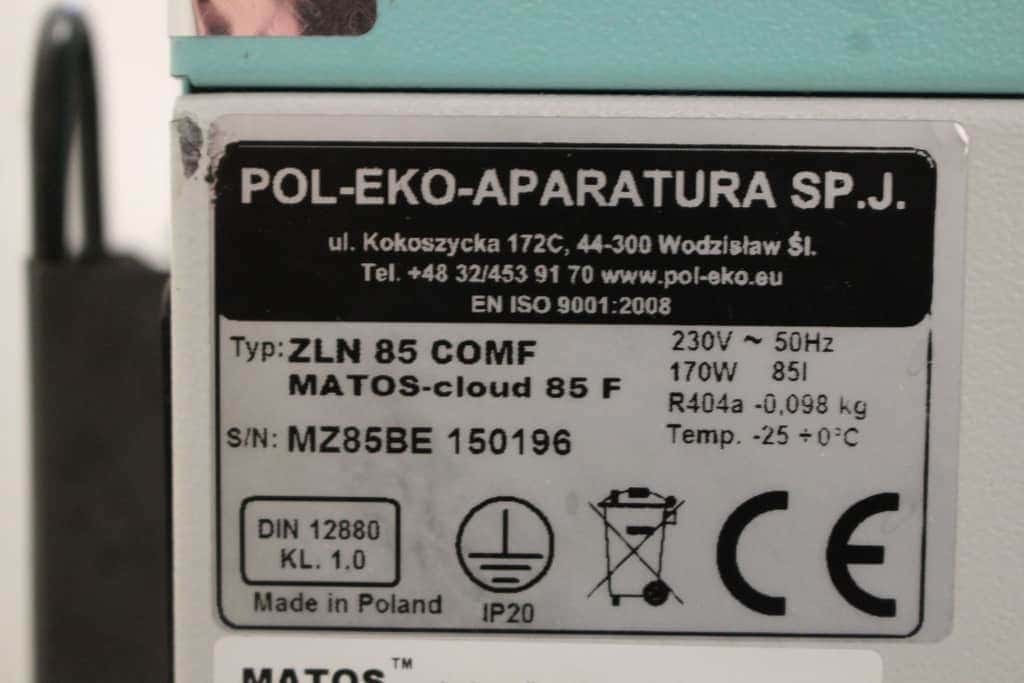 POL-EKO-APARATURA SP.J.
ul. Kokoszycka 172C, 44-300 Wodzisław Śl.
Tel. +48 32/453 91 70 www.pol-eko.eu
EN ISO 9001:2008
Typ: ZLN 85 COMF
MATOS-cloud 85 F
S/N: MZ85BE 150196
230V ~ 50Hz
170W 85l
R404a -0,098 kg
Temp. -25 ÷0°C
DIN 12880
KL. 1.0
Made in Poland
IP20
CE
MATOS™